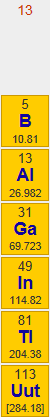 13
5
B
10.81
13
Al
26.982
31
Ga
69.723
49
In
114.82
81
Tl
204.38
113
Uut
[284.18]